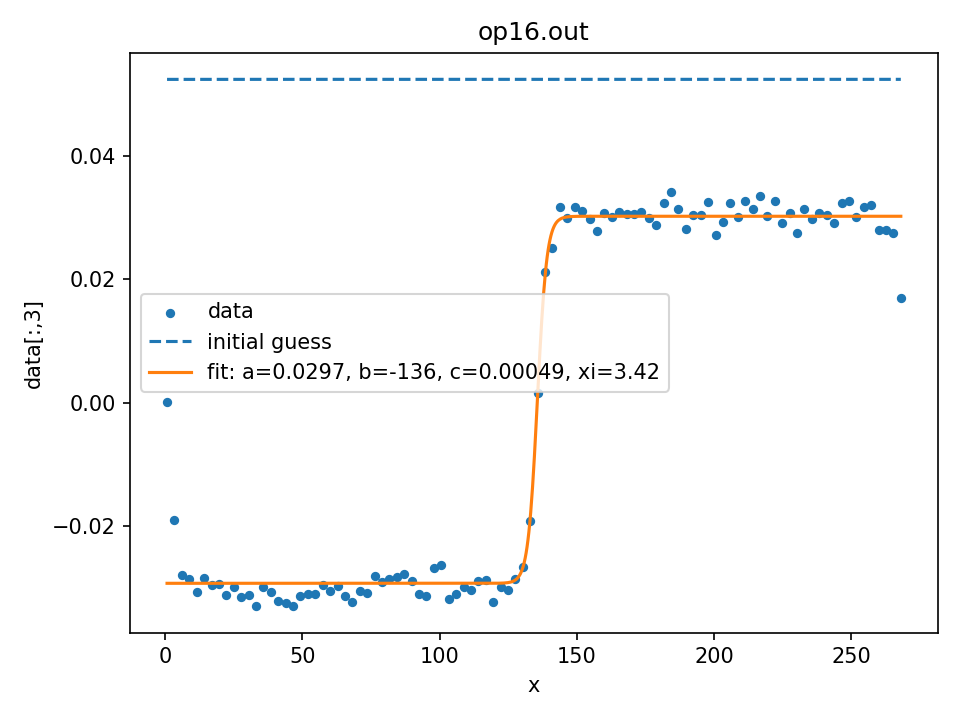 op16.out
0.04
0.02
0.00
−0.02
data[:,3]
data
initial guess
fit: a=0.0297, b=-136, c=0.00049, xi=3.42
0 50 100 150 200 250
x